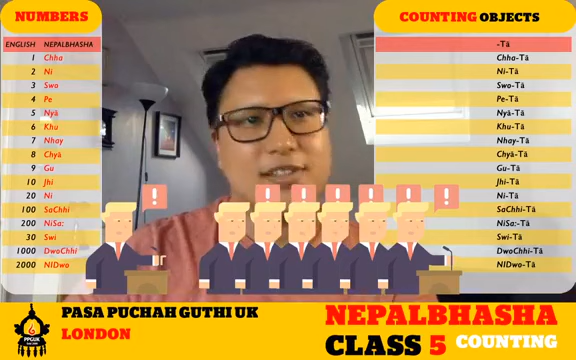 NUMBERS
ENGLISH NEPALBHASHA
1 Chha
2 Ni
3 Swo
4 Pe
5 Nyā
6 Khu
7 Nhay
8 Chyā
9 Gu
10 Jhi
20 Ni
100 SaChhi
200 NiSa:
30 Swi
1000 DwoChhi
2000 NIDwo
COUNTING OBJECTS
-Tā
Chha-Tā
Ni-Tā
Swo-Tā
Pe-Tā
Nyā-Tā
Khu-Tā
Nhay-Tā
Chyā-Tā
Gu-Tā
Jhi-Tā
Ni-Tā
SaChhi-Tā
NiSa:-Tā
Swi-Tā
DwoChhi-Tā
NIDwo-Tā
! ! ! ! ! ! !
PPGUK
PASA PUCHAH GUTHI UK
LONDON
NEPALBHASHA
CLASS 5 COUNTING